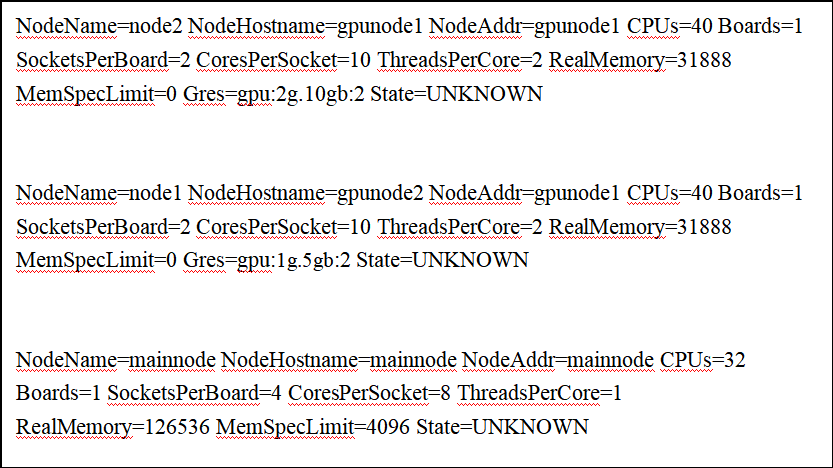 NodeName=node2 NodeHostname=gpunode1 NodeAddr=gpunode1 CPUs=40 Boards=1
SocketsPerBoard=2 CoresPerSocket=10 ThreadsPerCore=2 RealMemory=31888
MemSpecLimit=0 Gres=gpu:2g.10gb:2 State=UNKNOWN
NodeName=node1 NodeHostname=gpunode2 NodeAddr=gpunode1 CPUs=40 Boards=1
SocketsPerBoard=2 CoresPerSocket=10 ThreadsPerCore=2 RealMemory=31888
MemSpecLimit=0 Gres=gpu:1g.5gb:2 State=UNKNOWN
NodeName=mainnode NodeHostname=mainnode NodeAddr=mainnode CPUs=32
Boards=1 SocketsPerBoard=4 CoresPerSocket=8 ThreadsPerCore=1
RealMemory=126536 MemSpecLimit=4096 State=UNKNOWN